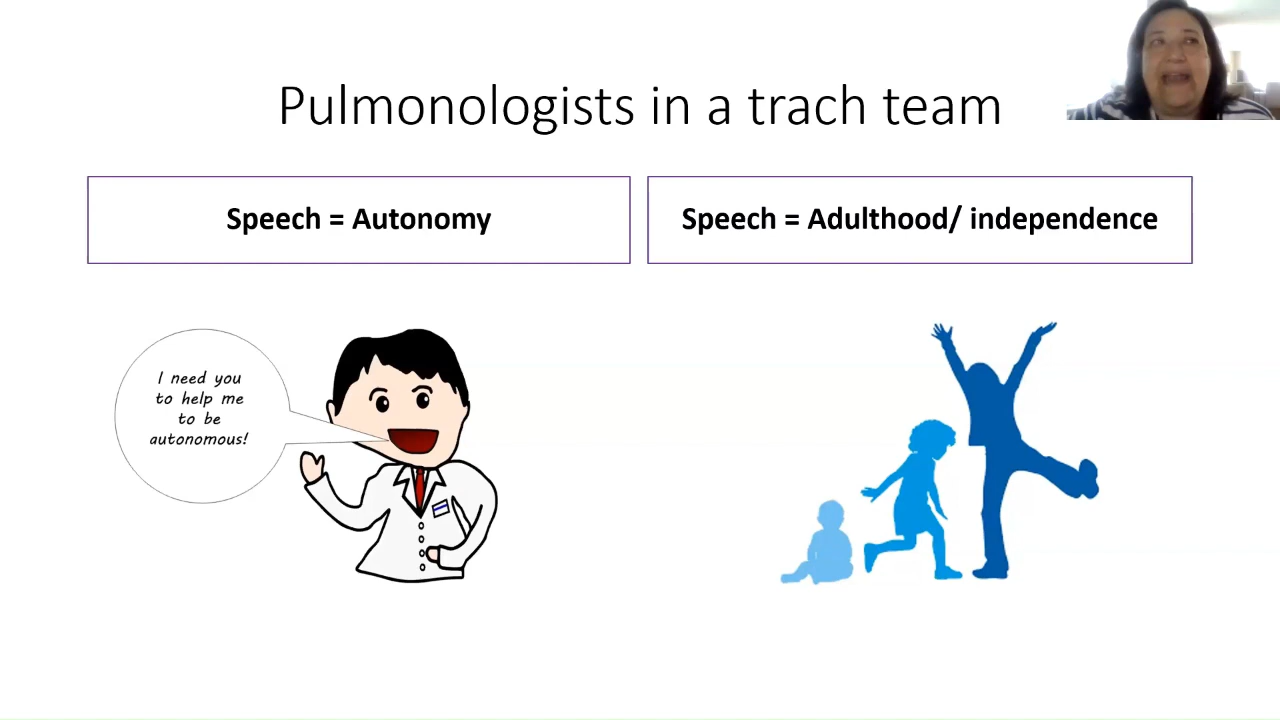 Pulmonologists in a trach team
Speech = Autonomy
Speech = Adulthood/ independence
I need you
to help me
to be
autonomous!